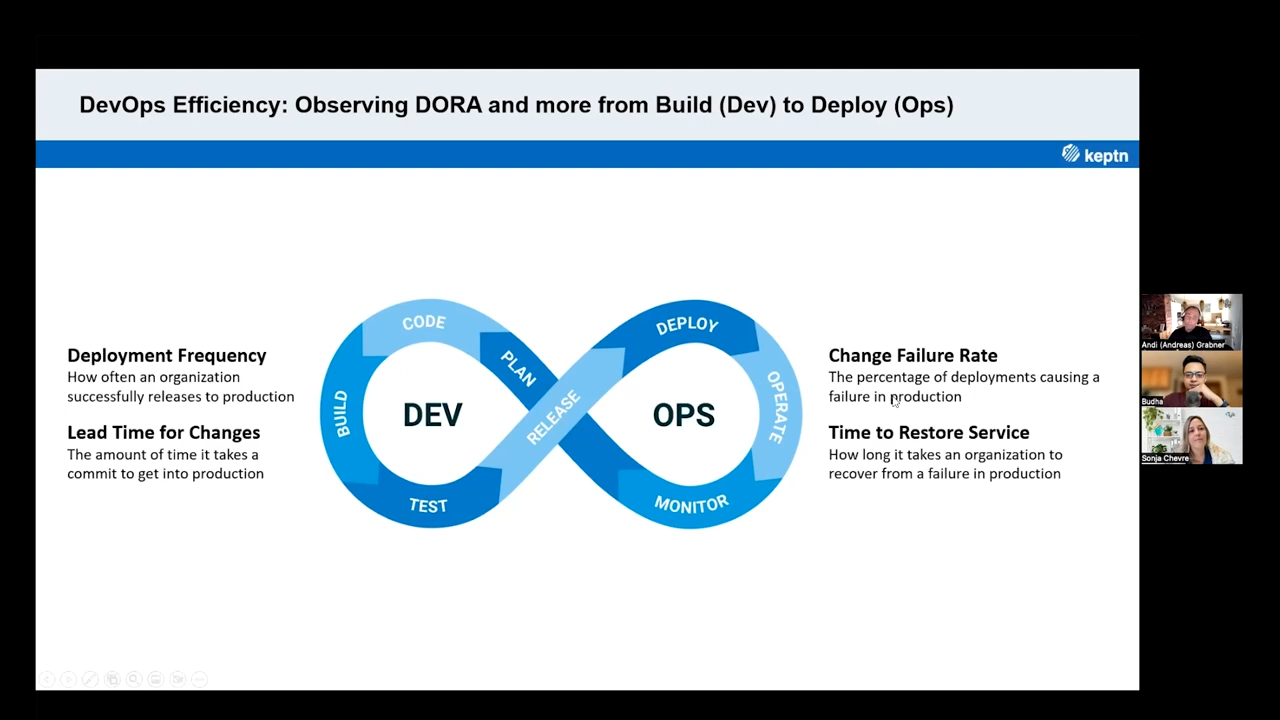 DevOps Efficiency: Observing DORA and more from Build (Dev) to Deploy (Ops)
keptn
Deployment Frequency
How often an organization
successfully releases to production
Lead Time for Changes
The amount of time it takes a
commit to get into production
CODE
PLAN
BUILD
DEV
RELEASE
TEST
DEPLOY
OPERATE
OPS
MONITOR
Change Failure Rate
The percentage of deployments causing a
failure in production
Time to Restore Service
How long it takes an organization to
recover from a failure in production
Andi (Andreas) Grabner
Budha
Sonja Chevre